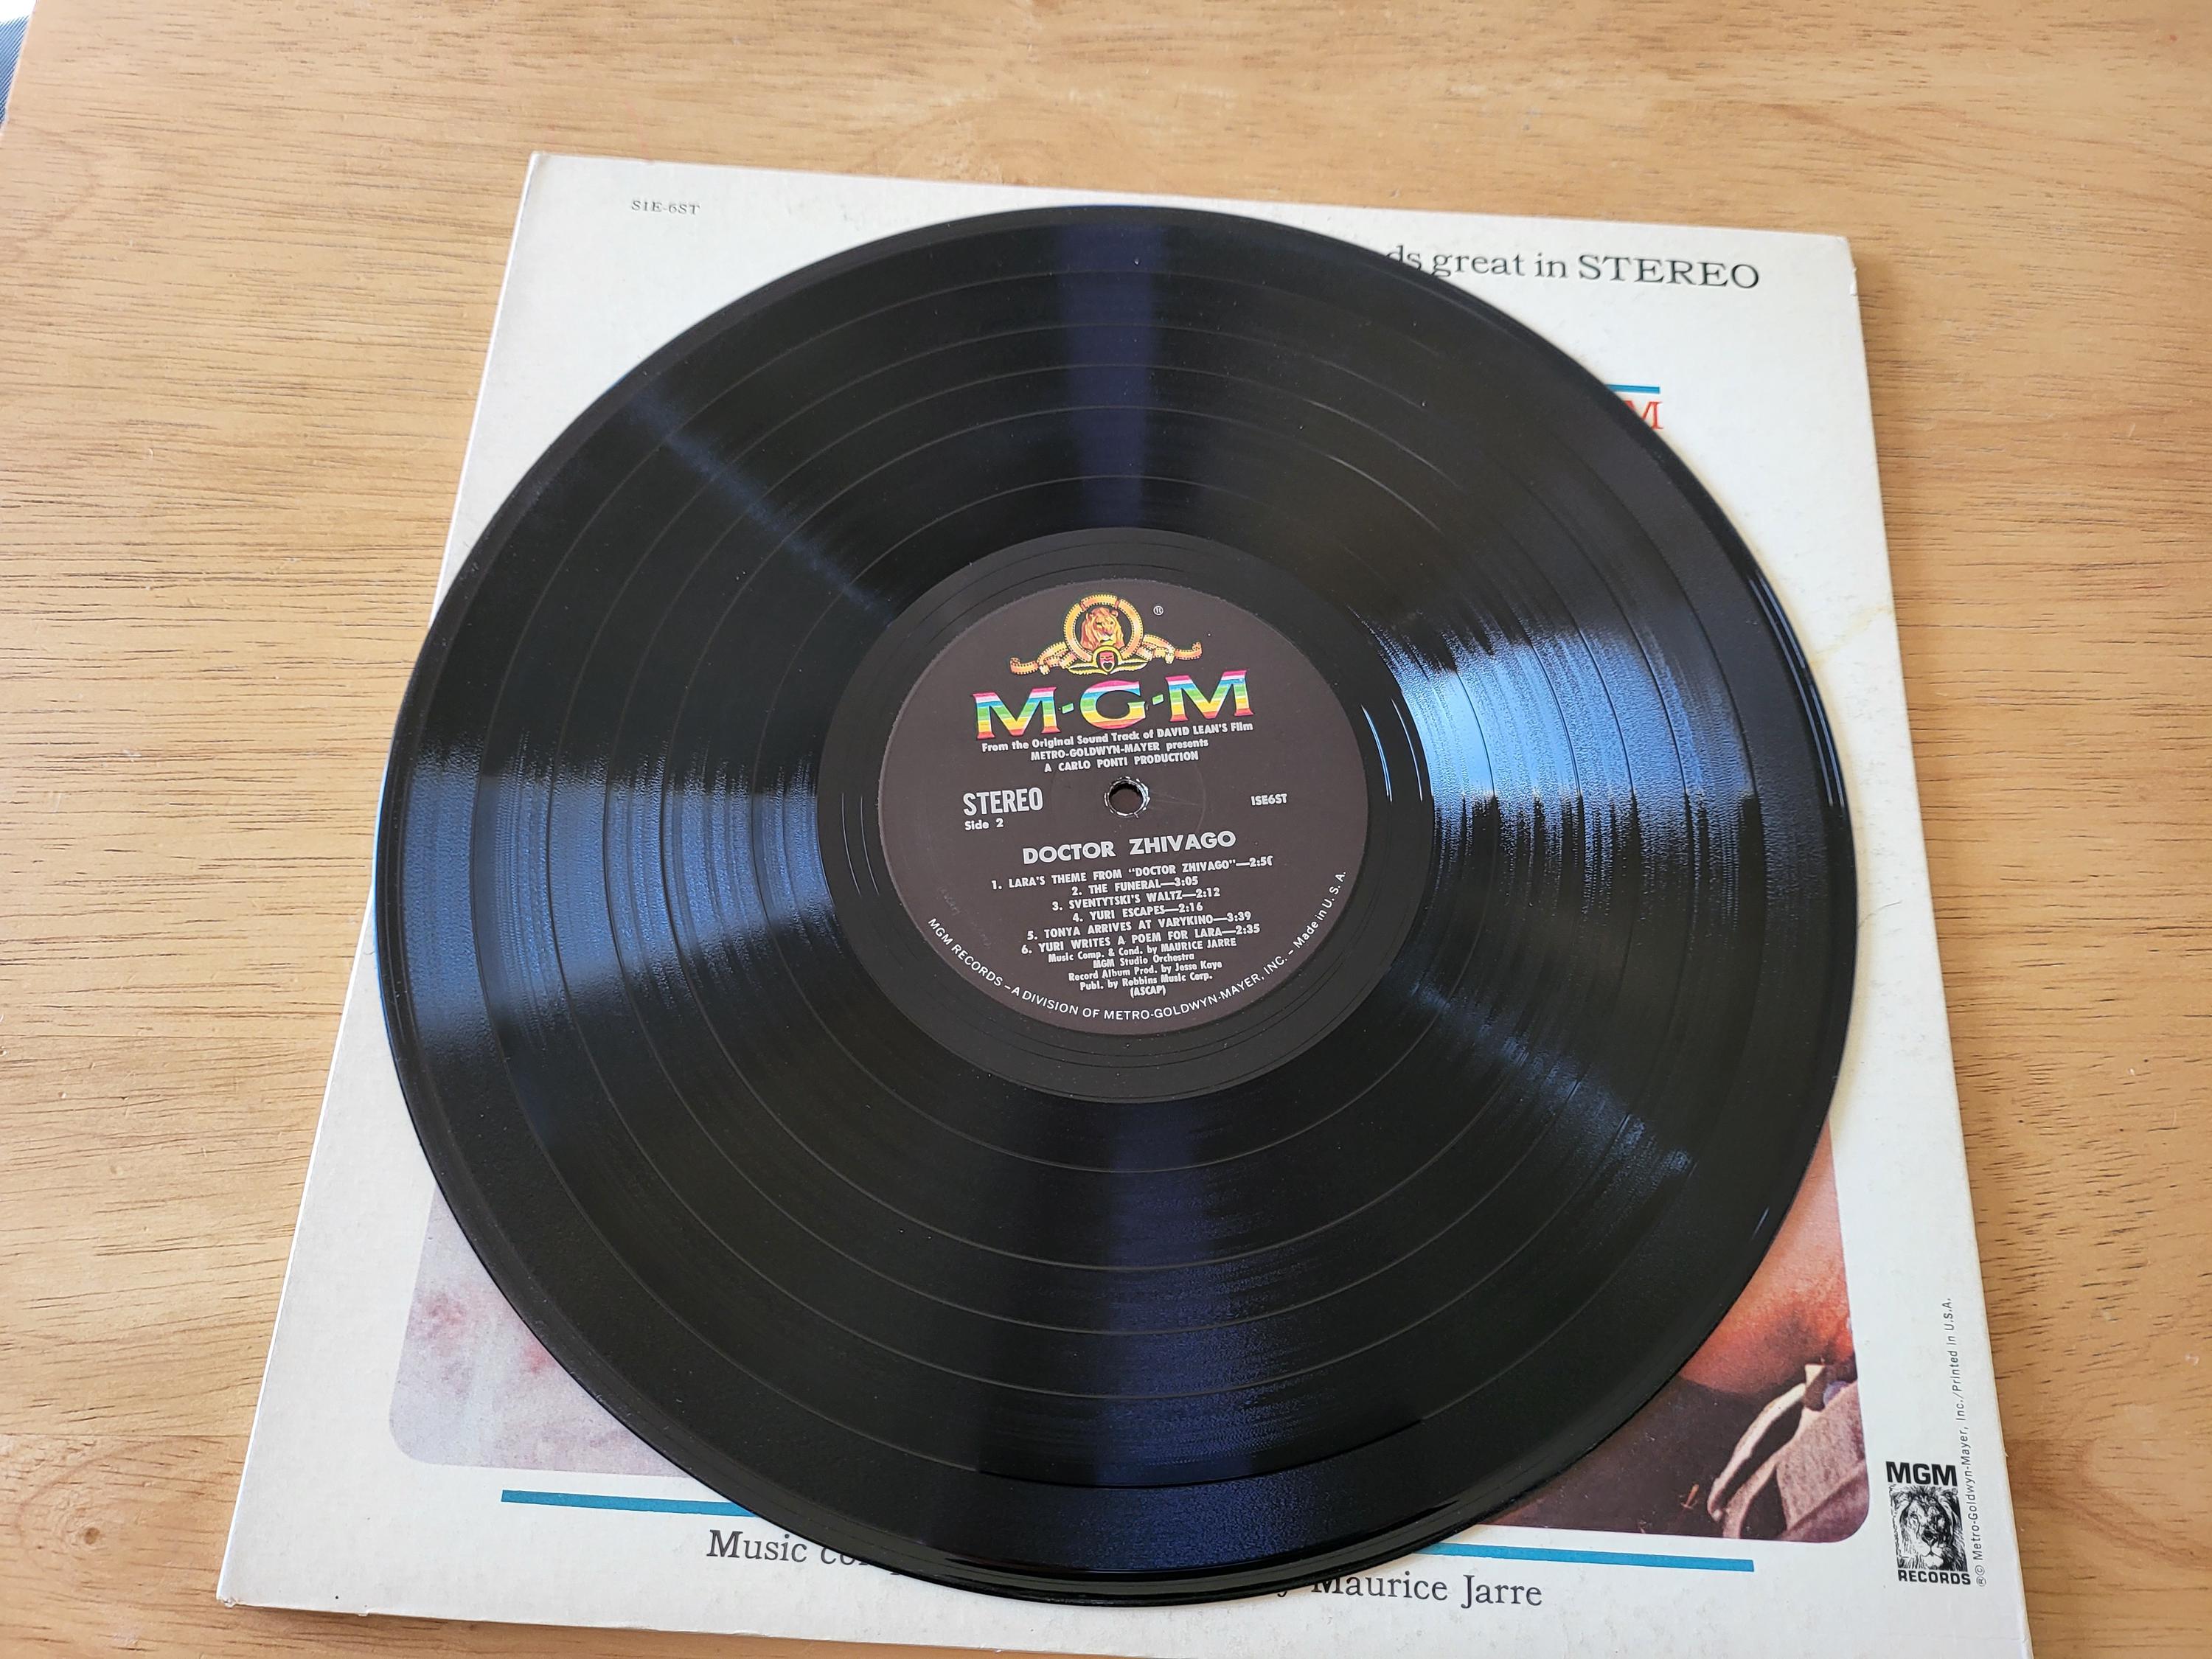 S1E-6ST
great in STEREO
M
®
M-G-M
From the Original Sound Track of DAVID LEAN'S Film
METRO-GOLDWYN-MAYER presents
A CARLO PONTI PRODUCTION
STEREO
Side 2
ISE6ST
DOCTOR ZHIVAGO
1. LARA'S THEME FROM "DOCTOR ZHIVAGO"—2:50
2. THE FUNERAL—3:05
3. SVENTYTSKI'S WALTZ—2:12
4. YURI ESCAPES—2:16
5. TONYA ARRIVES AT VARYKINO—3:39
6. YURI WRITES A POEM FOR LARA—2:35
Music Comp. & Cond. by MAURICE JARRE
MGM Studio Orchestra
Record Album Prod. by Jesse Kaye
Publ. by Robbins Music Corp.
(ASCAP)
MGM RECORDS – A DIVISION OF METRO-GOLDWYN-MAYER, INC. – Made in U.S.A.
Music
Maurice Jarre
MGM
RECORDS
®© Metro-Goldwyn-Mayer, Inc./Printed in U.S.A.